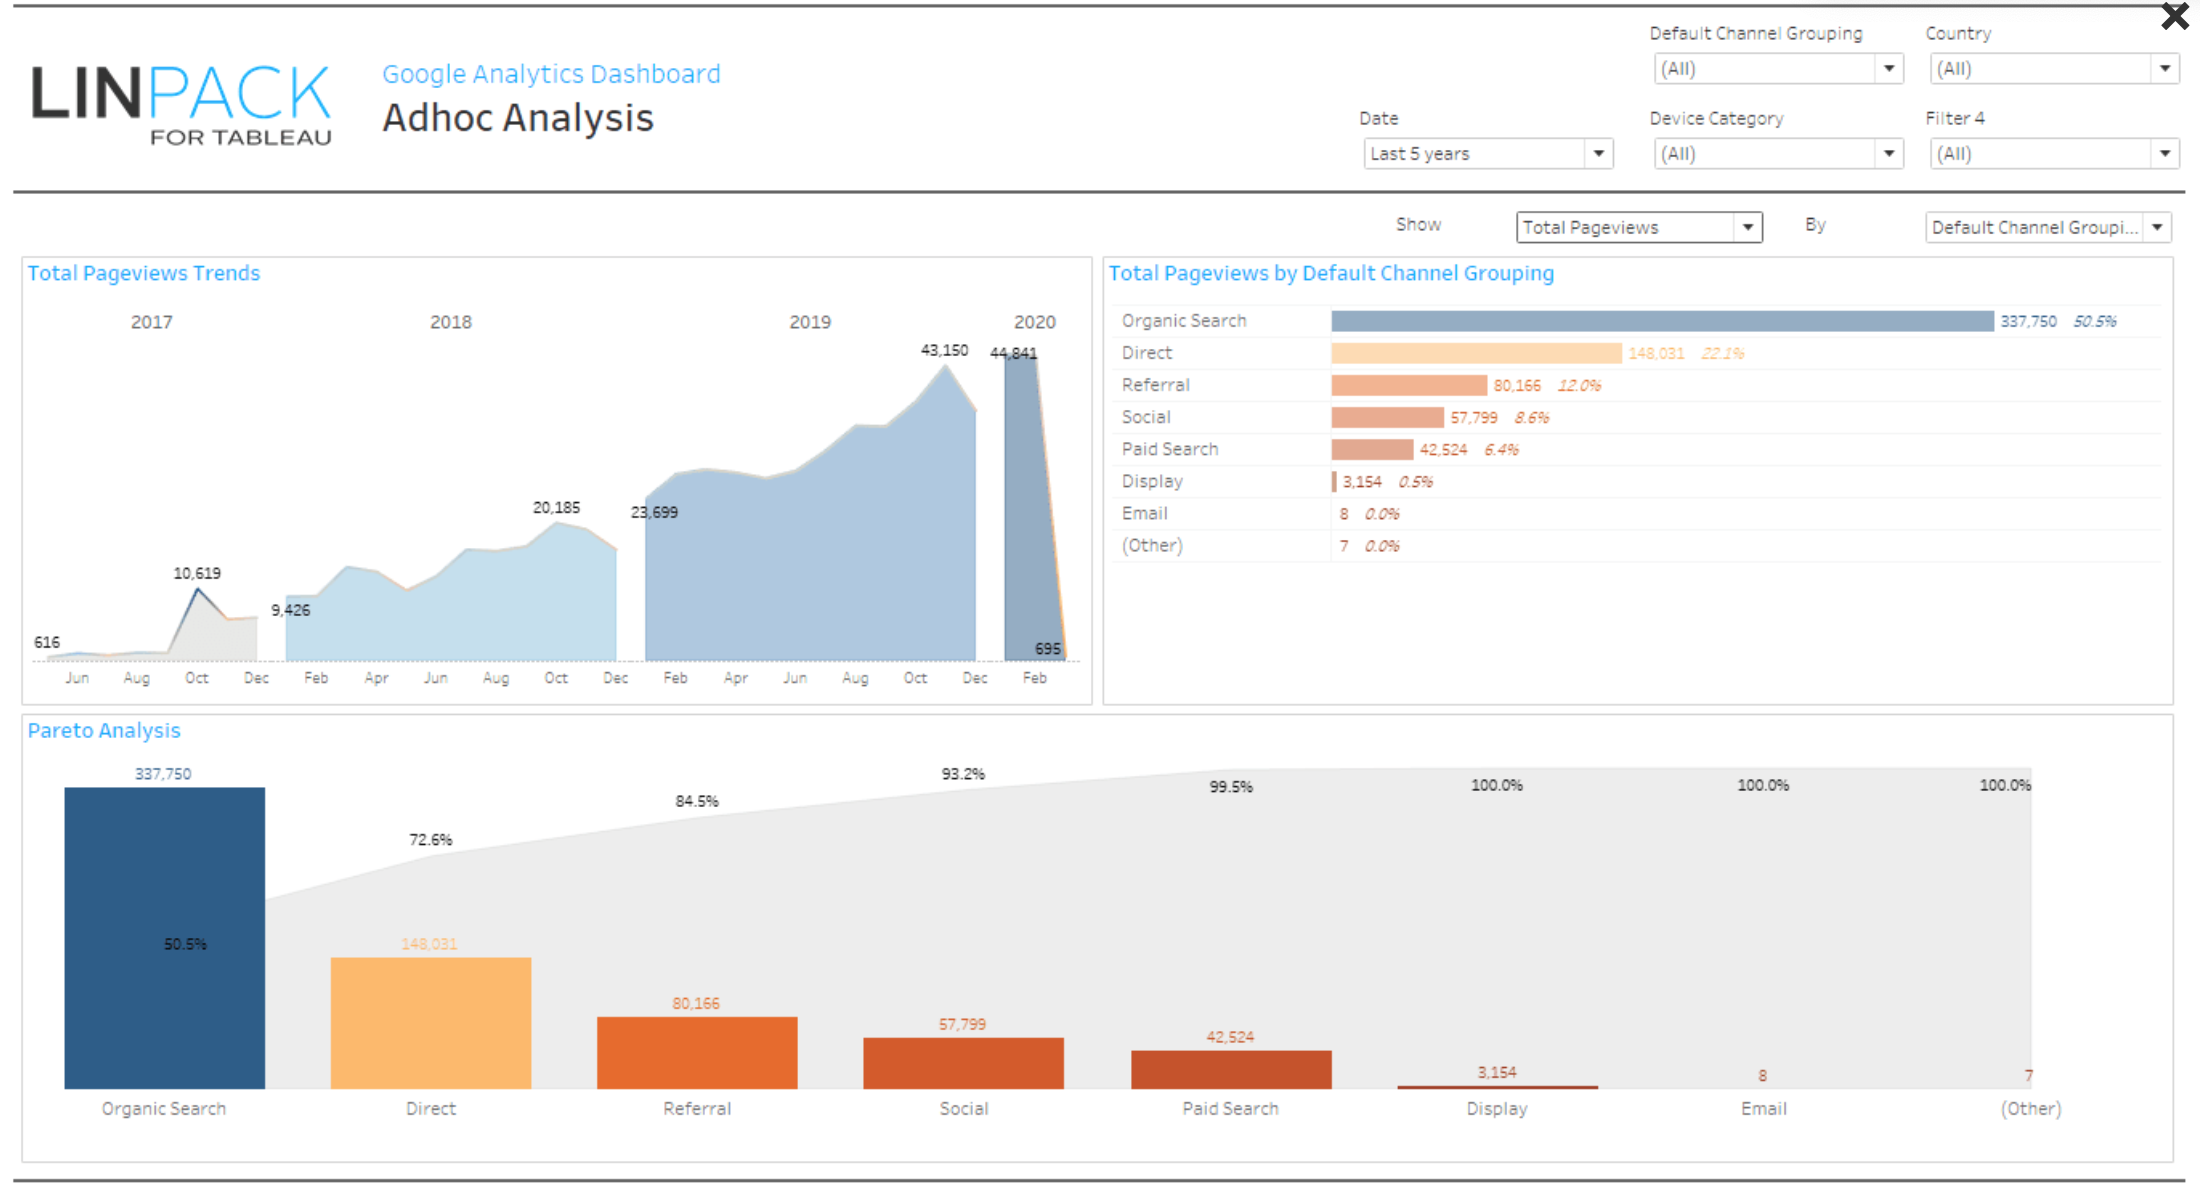 LINPACK
FOR TABLEAU
Google Analytics Dashboard
Adhoc Analysis
Default Channel Grouping
(All)
Country
(All)
Date
Last 5 years
Device Category
(All)
Filter 4
(All)
Show
Total Pageviews
By
Default Channel Groupi...
Total Pageviews Trends
2017 2018 2019 2020
43,150 44,841
20,185 23,699
10,619
9,426
616
695
Jun Aug Oct Dec Feb Apr Jun Aug Oct Dec Feb Apr Jun Aug Oct Dec Feb
Total Pageviews by Default Channel Grouping
Organic Search 337,750 50.5%
Direct 148,031 22.1%
Referral 80,166 12.0%
Social 57,799 8.6%
Paid Search 42,524 6.4%
Display 3,154 0.5%
Email 8 0.0%
(Other) 7 0.0%
Pareto Analysis
337,750
72.6% 84.5% 93.2% 99.5% 100.0% 100.0% 100.0%
50.5% 148,031
80,166 57,799 42,524 3,154 8 7
Organic Search Direct Referral Social Paid Search Display Email (Other)